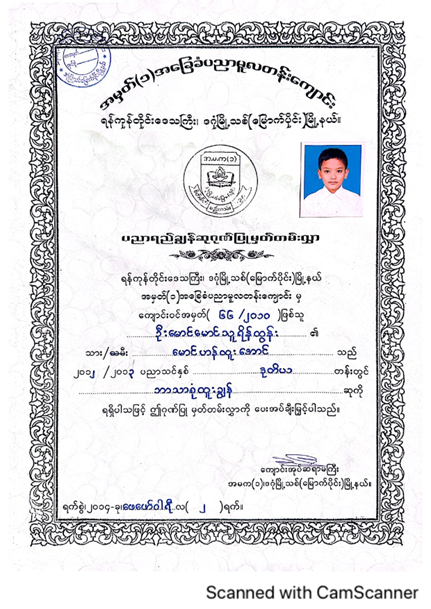 အမှတ်(၁)အခြေခံပညာမူလတန်းကျောင်း
ရန်ကုန်တိုင်းဒေသကြီး၊ ဒဂုံမြို့သစ်(မြောက်ပိုင်း)မြို့နယ်။
အ.မ.က(၁)
ပညာရည်ချွန်ဆုဂုဏ်ပြုမှတ်တမ်းလွှာ
ရန်ကုန်တိုင်းဒေသကြီး၊ ဒဂုံမြို့သစ်(မြောက်ပိုင်း)မြို့နယ်
အမှတ်(၁)အခြေခံပညာမူလတန်းကျောင်း မှ
ကျောင်းဝင်အမှတ်( ၆၆/၂၀၁၀ )ဖြစ်သူ
ဦးမောင်မောင်သူရိန်ထွန်း ၏
သား/သမီး မောင်ဟန်ထူးအောင် သည်
၂၀၁၂ /၂၀၁၃ ပညာသင်နှစ် ဒုတိယ တန်းတွင်
ဘာသာစုံထူးချွန် ဆုကို
ရရှိပါသဖြင့် ဤဂုဏ်ပြု မှတ်တမ်းလွှာကို ပေးအပ်ချီးမြှင့်ပါသည်။
ကျောင်းအုပ်ဆရာမကြီး
အမက(၁)၊ဒဂုံမြို့သစ်(မြောက်ပိုင်း)မြို့နယ်။
ရက်စွဲ၊၂၀၁၄-ခု၊ဖေဖော်ဝါရီလ( ၂ )ရက်။
Scanned with CamScanner